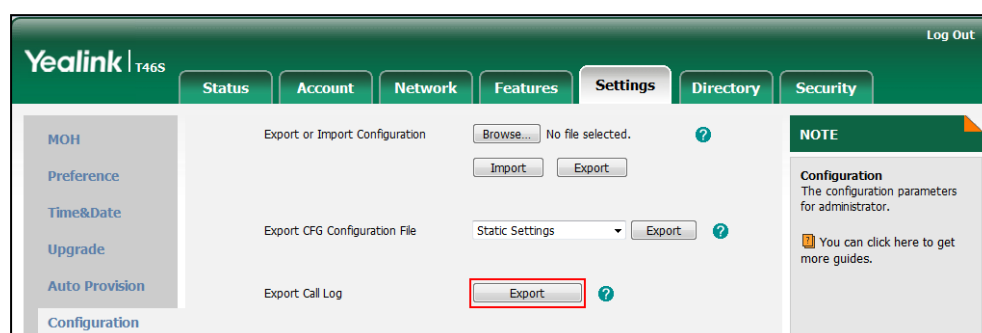 Log Out
Yealink | T46S
Status Account Network Features Settings Directory Security
MOH
Preference
Time&Date
Upgrade
Auto Provision
Configuration
Export or Import Configuration Browse... No file selected. ?
Import Export
Export CFG Configuration File Static Settings Export ?
Export Call Log Export ?
NOTE
Configuration
The configuration parameters
for administrator.
? You can click here to get
more guides.